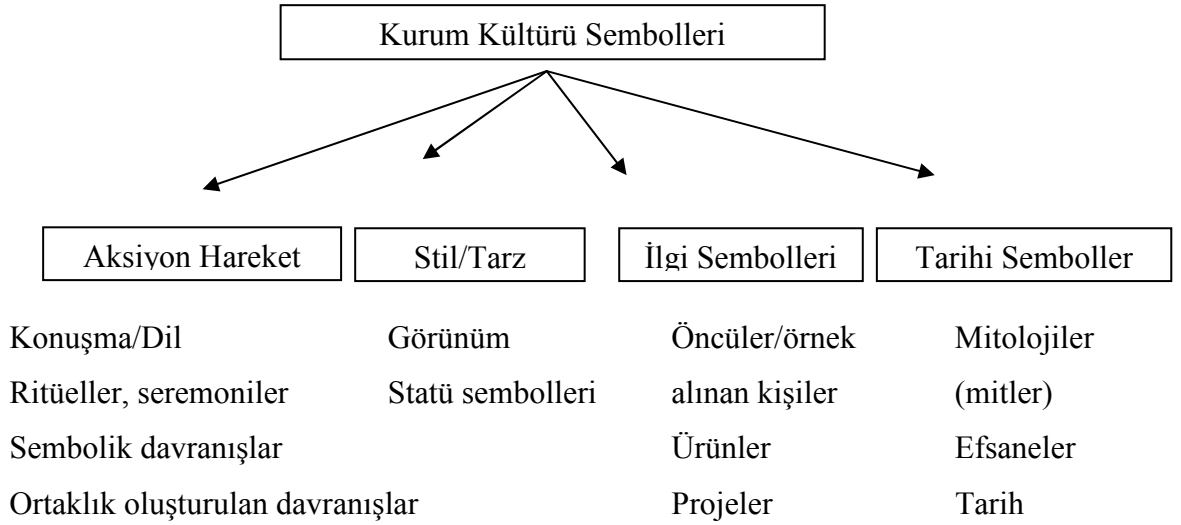 Kurum Kültürü Sembolleri
Aksiyon Hareket
Stil/Tarz
İlgi Sembolleri
Tarihi Semboller
Konuşma/Dil
Ritüeller, seremoniler
Sembolik davranışlar
Ortaklık oluşturulan davranışlar
Görünüm
Statü sembolleri
Öncüler/örnek
alınan kişiler
Ürünler
Projeler
Mitolojiler
(mitler)
Efsaneler
Tarih